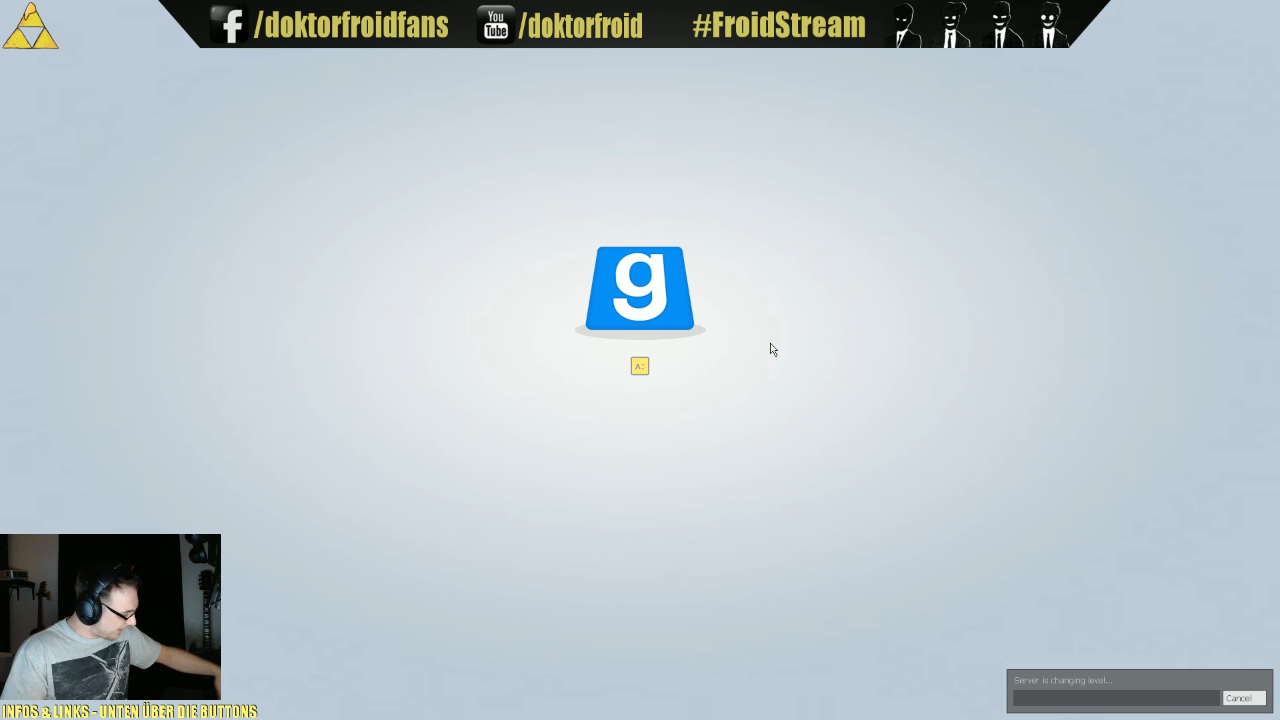 f /doktorfroidfans You Tube /doktorfroid #FroidStream
g
Server is changing level...
Cancel
INFOS & LINKS - UNTEN ÜBER DIE BUTTONS